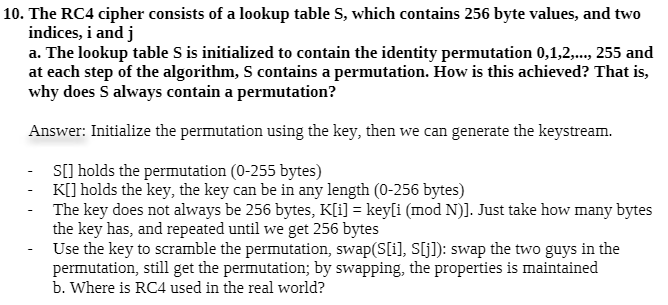 10. The RC4 cipher consists of a lookup table S, which contains 256 byte values, and two
indices, i and j
a. The lookup table S is initialized to contain the identity permutation 0,1,2,..., 255 and
at each step of the algorithm, S contains a permutation. How is this achieved? That is,
why does S always contain a permutation?
Answer: Initialize the permutation using the key, then we can generate the keystream.
- S[] holds the permutation (0-255 bytes)
- K[] holds the key, the key can be in any length (0-256 bytes)
- The key does not always be 256 bytes, K[i] = key[i (mod N)]. Just take how many bytes
the key has, and repeated until we get 256 bytes
- Use the key to scramble the permutation, swap(S[i], S[j]): swap the two guys in the
permutation, still get the permutation; by swapping, the properties is maintained
b. Where is RC4 used in the real world?